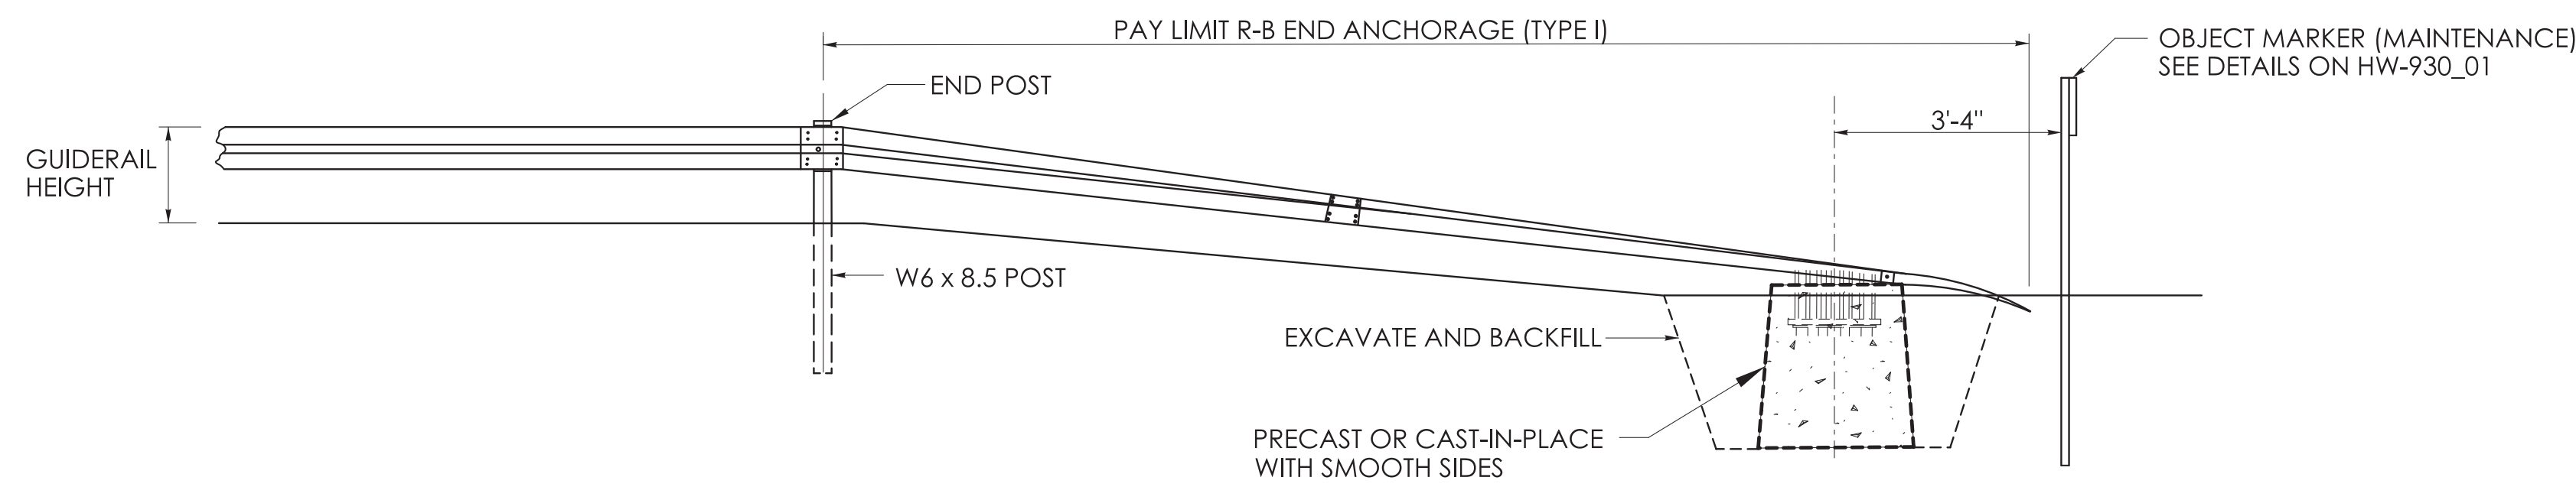 PAY LIMIT R-B END ANCHORAGE (TYPE I)
OBJECT MARKER (MAINTENANCE)
SEE DETAILS ON HW-930_01
END POST
3'-4"
GUIDERAIL
HEIGHT
W6 x 8.5 POST
EXCAVATE AND BACKFILL
PRECAST OR CAST-IN-PLACE
WITH SMOOTH SIDES